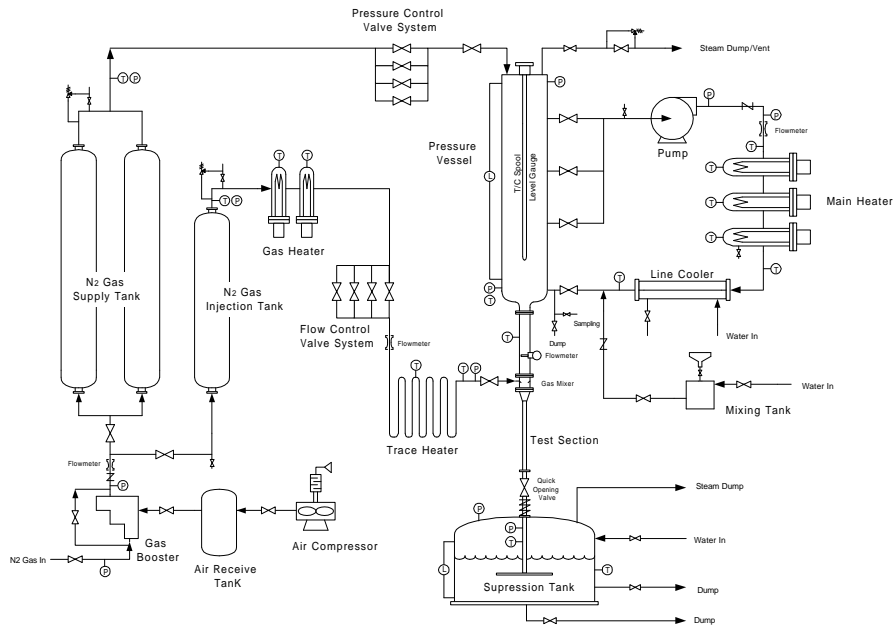 Pressure Control
Valve System
Steam Dump/Vent
T
P
P
P
P
Flowmeter
Pump
T
T
T
T
T
Main Heater
Pressure
Vessel
L
T/C Spool
Level Gauge
T
T
T
P
Gas Heater
N2 Gas
Supply Tank
N2 Gas
Injection Tank
Flow Control
Valve System
Flowmeter
P
T
T
Line Cooler
Sampling
Dump
Water In
T
Flowmeter
Gas Mixer
T
T
P
Trace Heater
Water In
Mixing Tank
Test Section
Quick
Opening
Valve
Flowmeter
P
Gas
Booster
N2 Gas In
P
Air Receive
TanK
Air Compressor
P
P
T
L
T
Supression Tank
Steam Dump
Water In
Dump
Dump